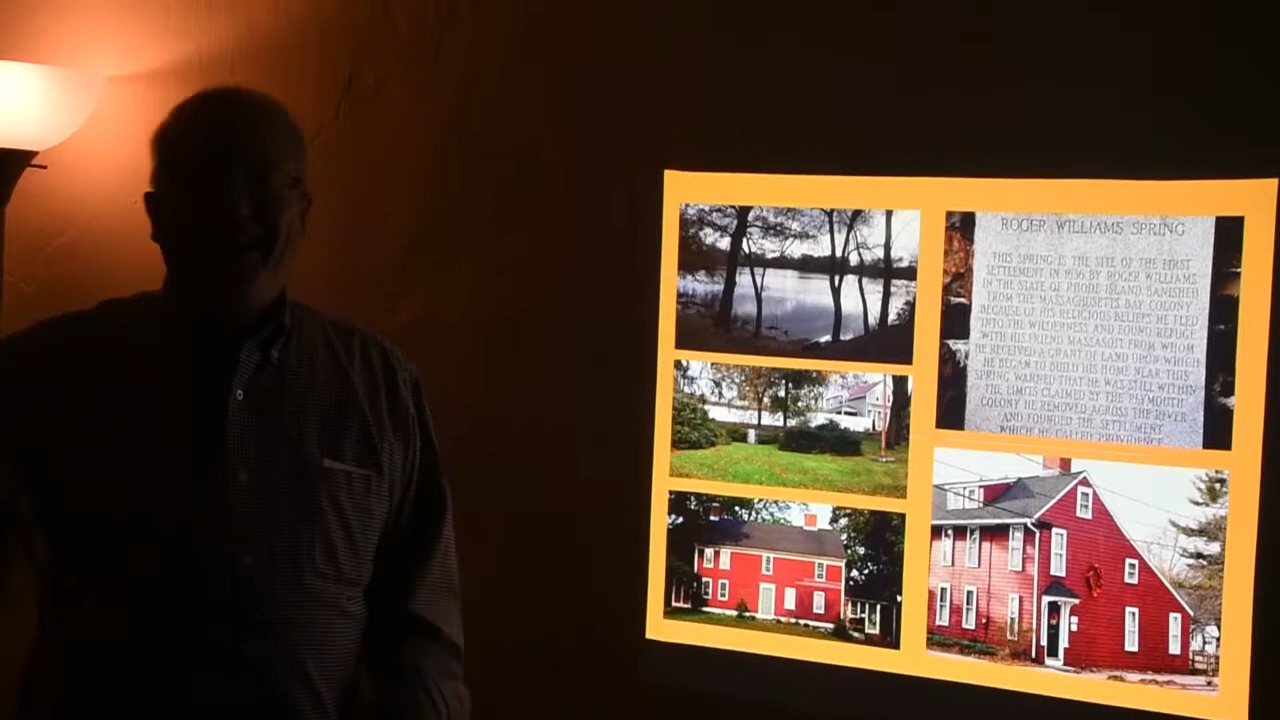 ROGER WILLIAMS SPRING
THIS SPRING IS THE SITE OF THE FIRST
SETTLEMENT IN 1636 BY ROGER WILLIAMS
IN THE STATE OF RHODE ISLAND. BANISHED
FROM THE MASSACHUSETTS BAY COLONY
BECAUSE OF HIS RELIGIOUS BELIEFS HE FLED
INTO THE WILDERNESS AND FOUND REFUGE
WITH HIS FRIEND MASSASOIT FROM WHOM
HE RECEIVED A GRANT OF LAND UPON WHICH
HE BEGAN TO BUILD HIS HOME NEAR THIS
SPRING. WARNED THAT HE WAS STILL WITHIN
THE LIMITS CLAIMED BY THE PLYMOUTH
COLONY HE REMOVED ACROSS THE RIVER
AND FOUNDED THE SETTLEMENT
WHICH HE CALLED PROVIDENCE